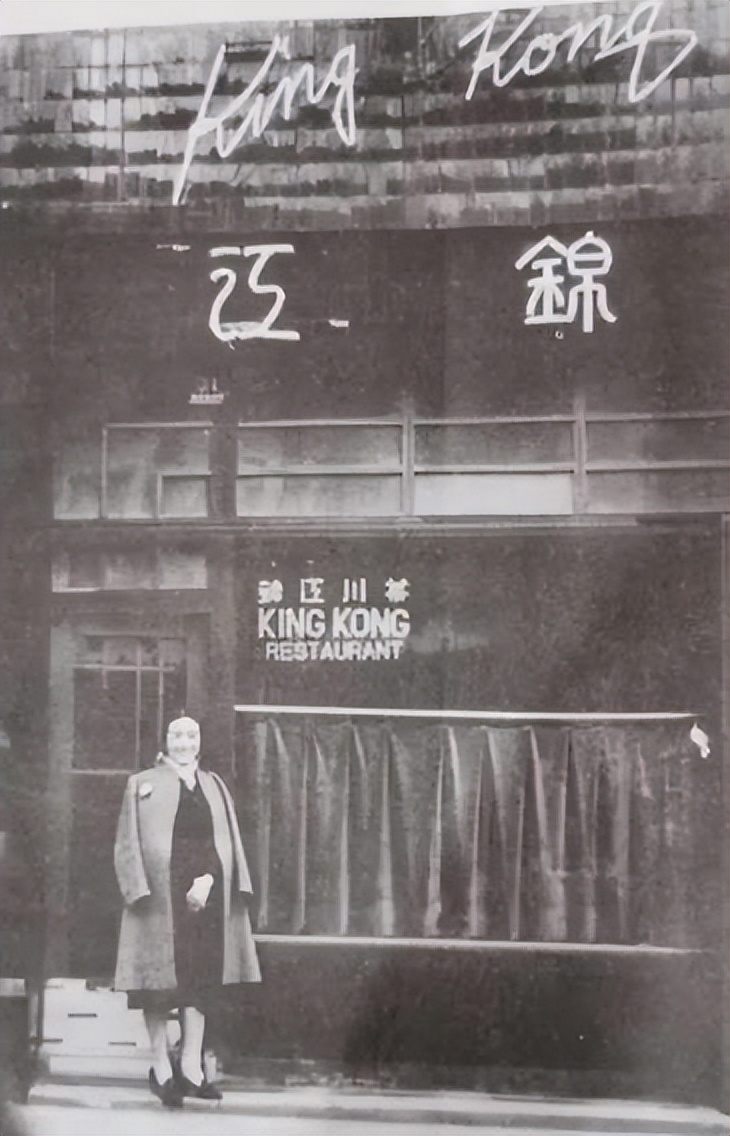 King Kong
錦江
錦江川菜
KING KONG
RESTAURANT